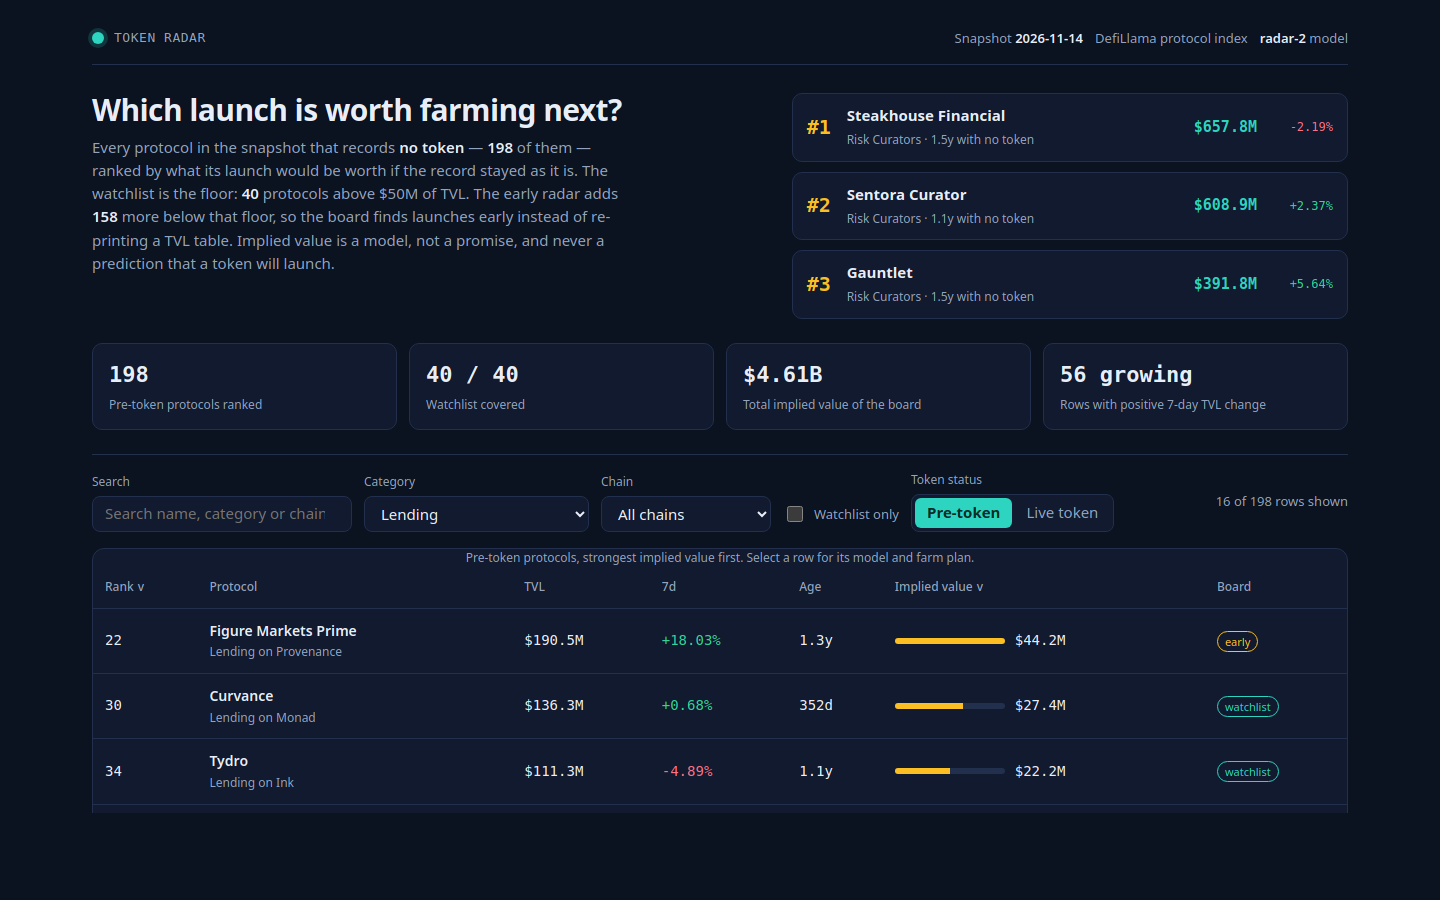 TOKEN RADAR
Snapshot 2026-11-14 DefiLlama protocol index radar-2 model
Which launch is worth farming next?
Every protocol in the snapshot that records no token — 198 of them —
ranked by what its launch would be worth if the record stayed as it is. The
watchlist is the floor: 40 protocols above $50M of TVL. The early radar adds
158 more below that floor, so the board finds launches early instead of re-
printing a TVL table. Implied value is a model, not a promise, and never a
prediction that a token will launch.
#1
Steakhouse Financial
Risk Curators · 1.5y with no token
$657.8M
-2.19%
#2
Sentora Curator
Risk Curators · 1.1y with no token
$608.9M
+2.37%
#3
Gauntlet
Risk Curators · 1.5y with no token
$391.8M
+5.64%
198
Pre-token protocols ranked
40 / 40
Watchlist covered
$4.61B
Total implied value of the board
56 growing
Rows with positive 7-day TVL change
Search
Search name, category or chain
Category
Lending
Chain
All chains
Watchlist only
Token status
Pre-token
Live token
16 of 198 rows shown
Pre-token protocols, strongest implied value first. Select a row for its model and farm plan.
Rank v Protocol TVL 7d Age Implied value v Board
22
Figure Markets Prime
Lending on Provenance
$190.5M
+18.03%
1.3y
$44.2M
early
30
Curvance
Lending on Monad
$136.3M
+0.68%
352d
$27.4M
watchlist
34
Tydro
Lending on Ink
$111.3M
-4.89%
1.1y
$22.2M
watchlist